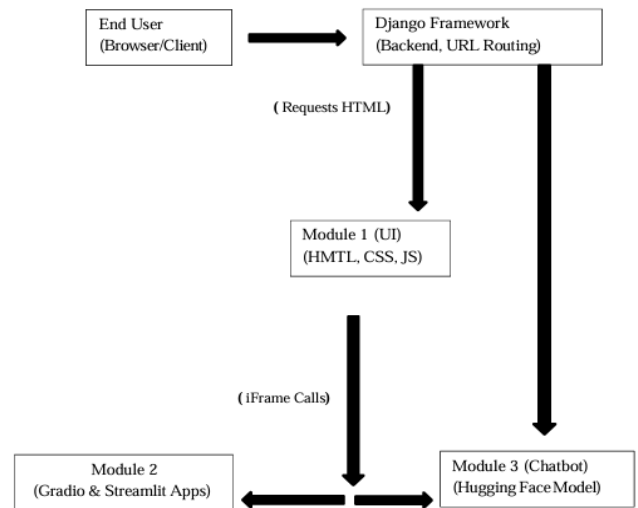 End User
(Browser/Client)
Django Framework
(Backend, URL Routing)
( Requests HTML)
Module 1 (UI)
(HMTL, CSS, JS)
( iFrame Calls)
Module 2
(Gradio & Streamlit Apps)
Module 3 (Chatbot)
(Hugging Face Model)